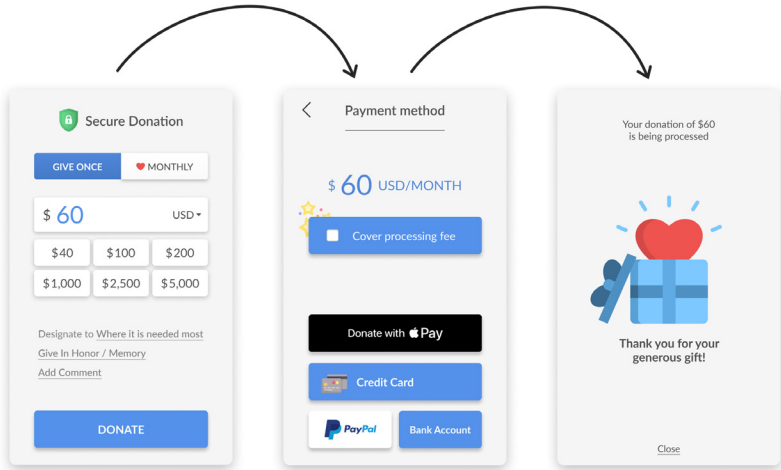 Secure Donation
GIVE ONCE
MONTHLY
$ 60
USD
$40
$100
$200
$1,000
$2,500
$5,000
Designate to Where it is needed most
Give In Honor / Memory
Add Comment
DONATE
Payment method
$ 60 USD/MONTH
Cover processing fee
Donate with Pay
Credit Card
PayPal
Bank Account
Your donation of $60
is being processed
Thank you for your
generous gift!
Close